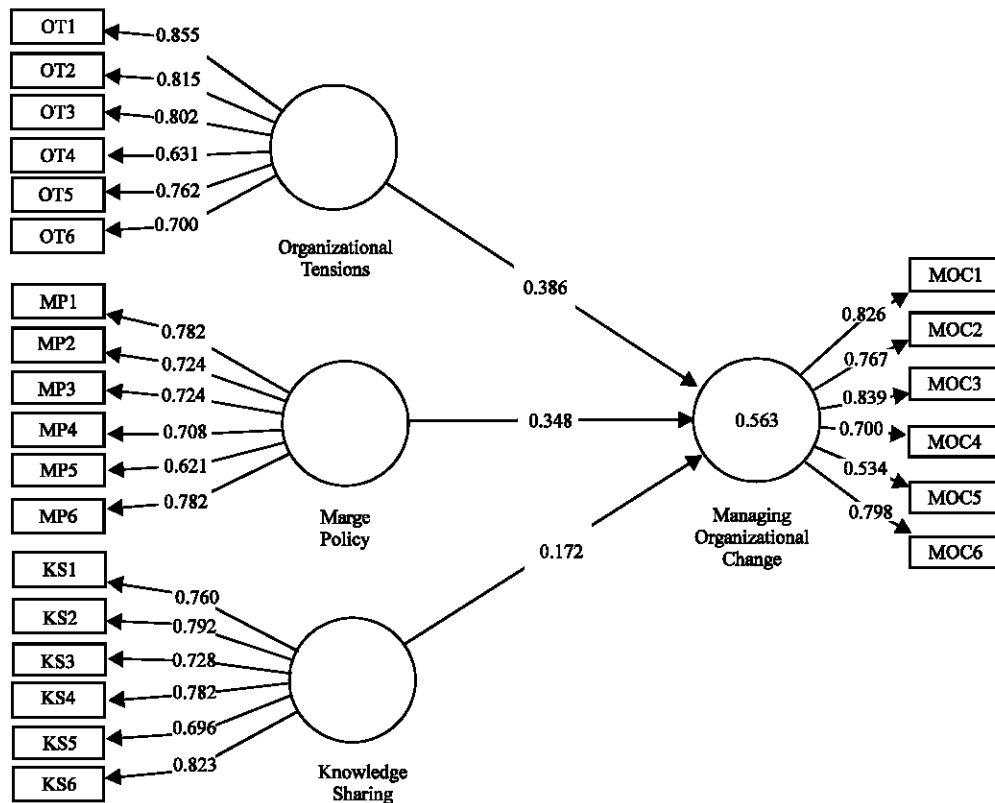 OT1
0.855
OT2
0.815
OT3
0.802
OT4
0.631
OT5
0.762
OT6
0.700
Organizational
Tensions
0.386
MP1
0.782
MP2
0.724
MP3
0.724
MP4
0.708
MP5
0.621
MP6
0.782
Marge
Policy
0.348
KS1
0.760
KS2
0.792
KS3
0.728
KS4
0.782
KS5
0.696
KS6
0.823
Knowledge
Sharing
0.172
0.563
Managing
Organizational
Change
MOC1
0.826
MOC2
0.767
MOC3
0.839
MOC4
0.700
MOC5
0.534
MOC6
0.798